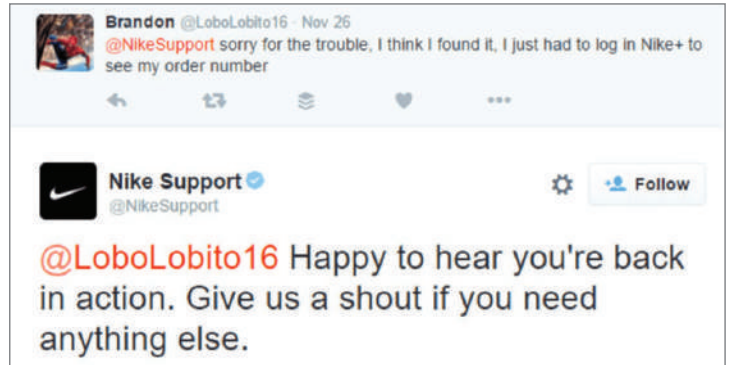 Brandon @LoboLobito16 · Nov 26
@NikeSupport sorry for the trouble, I think I found it, I just had to log in Nike+ to
see my order number
Nike Support
@NikeSupport
Follow
@LoboLobito16 Happy to hear you're back
in action. Give us a shout if you need
anything else.